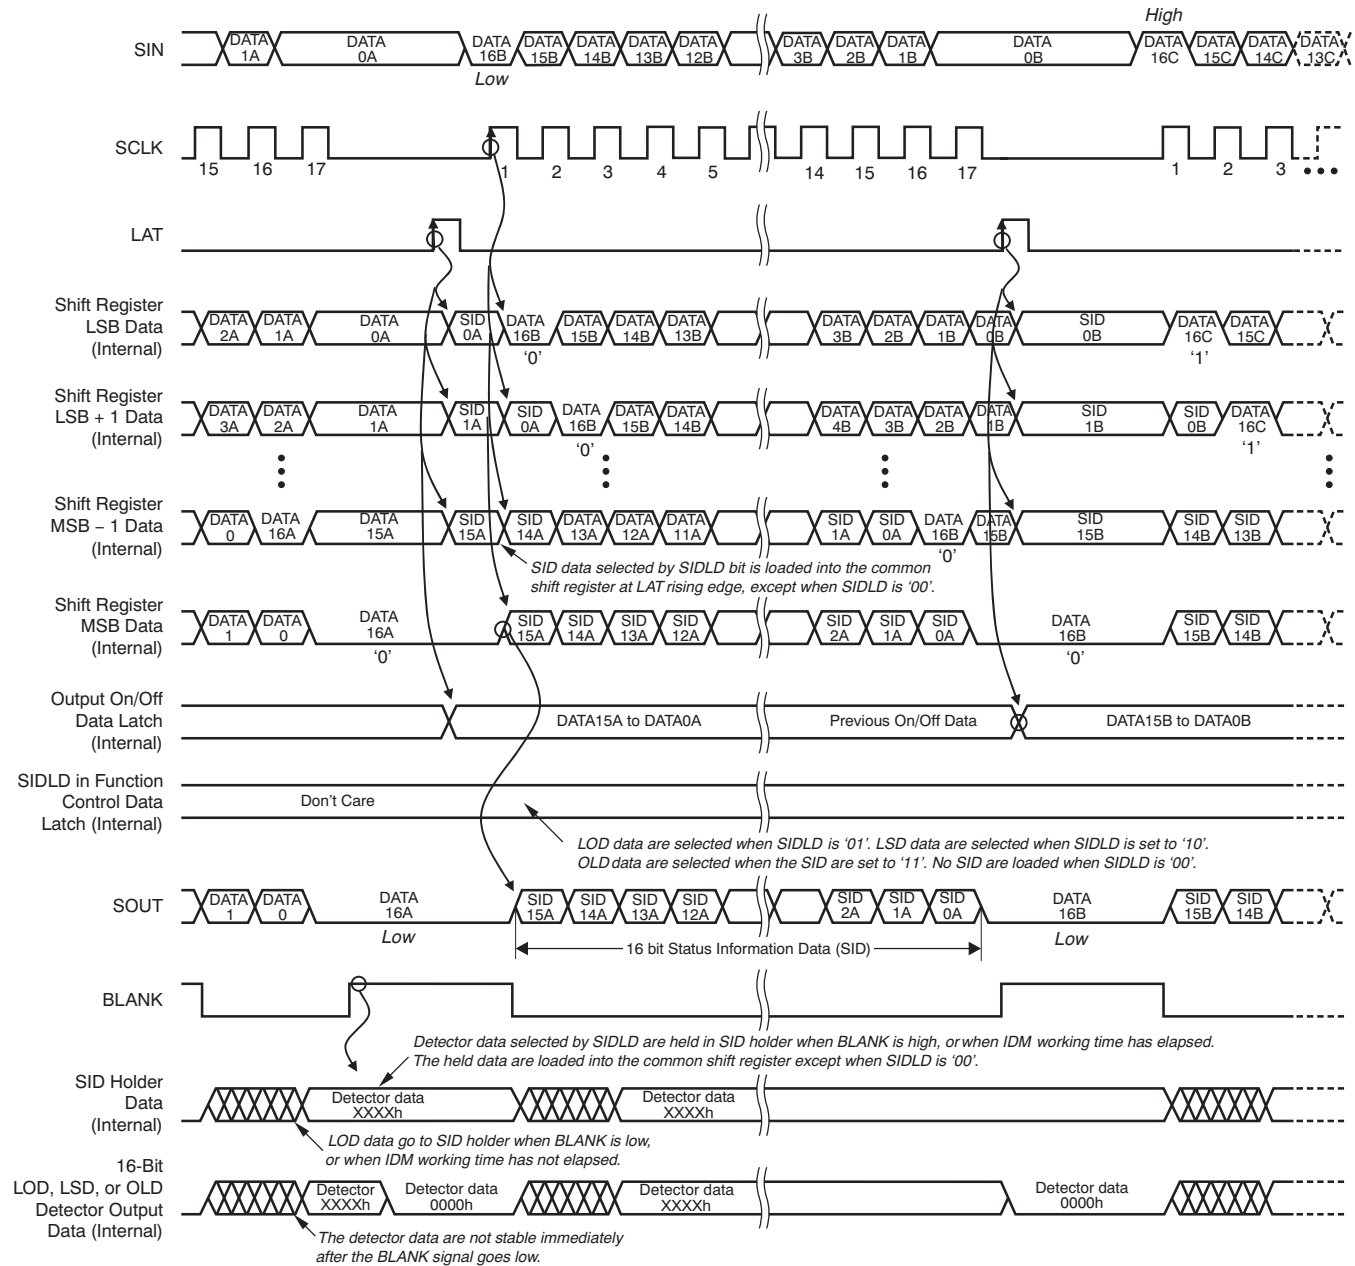 High
SIN
DATA 1A
DATA 0A
DATA 16B
DATA 15B
DATA 14B
DATA 13B
DATA 12B
DATA 3B
DATA 2B
DATA 1B
DATA 0B
DATA 16C
DATA 15C
DATA 14C
DATA 13C
Low
SCLK
15 16 17 1 2 3 4 5 14 15 16 17 1 2 3
LAT
Shift Register
LSB Data
(Internal)
DATA 2A
DATA 1A
DATA 0A
SID 0A
DATA 16B
DATA 15B
DATA 14B
DATA 13B
DATA 3B
DATA 2B
DATA 1B
DATA 0B
SID 0B
DATA 16C
DATA 15C
‘0’ ‘1’
Shift Register
LSB + 1 Data
(Internal)
DATA 3A
DATA 2A
DATA 1A
SID 1A
SID 0A
DATA 16B
DATA 15B
DATA 14B
DATA 4B
DATA 3B
DATA 2B
DATA 1B
SID 1B
SID 0B
DATA 16C
‘0’ ‘1’
Shift Register
MSB − 1 Data
(Internal)
DATA 0
DATA 16A
DATA 15A
SID 15A
SID 14A
DATA 13A
DATA 12A
DATA 11A
SID 1A
SID 0A
DATA 16B
DATA 15B
SID 15B
SID 14B
SID 13B
‘0’
SID data selected by SIDLD bit is loaded into the common
shift register at LAT rising edge, except when SIDLD is ‘00’.
Shift Register
MSB Data
(Internal)
DATA 1
DATA 0
DATA 16A
SID 15A
SID 14A
SID 13A
SID 12A
SID 2A
SID 1A
SID 0A
DATA 16B
SID 15B
SID 14B
‘0’ ‘0’
Output On/Off
Data Latch
(Internal)
DATA15A to DATA0A
Previous On/Off Data
DATA15B to DATA0B
SIDLD in Function
Control Data
Latch (Internal)
Don’t Care
LOD data are selected when SIDLD is ‘01’. LSD data are selected when SIDLD is set to ‘10’.
OLD data are selected when the SID are set to ‘11’. No SID are loaded when SIDLD is ‘00’.
SOUT
DATA 1
DATA 0
DATA 16A
SID 15A
SID 14A
SID 13A
SID 12A
SID 2A
SID 1A
SID 0A
DATA 16B
SID 15B
SID 14B
Low Low
16 bit Status Information Data (SID)
BLANK
Detector data selected by SIDLD are held in SID holder when BLANK is high, or when IDM working time has elapsed.
The held data are loaded into the common shift register except when SIDLD is ‘00’.
SID Holder
Data
(Internal)
Detector data
XXXXh
Detector data
XXXXh
LOD data go to SID holder when BLANK is low,
or when IDM working time has not elapsed.
16-Bit
LOD, LSD, or OLD
Detector Output
Data (Internal)
Detector
XXXXh
Detector data
0000h
Detector data
XXXXh
Detector data
0000h
The detector data are not stable immediately
after the BLANK signal goes low.